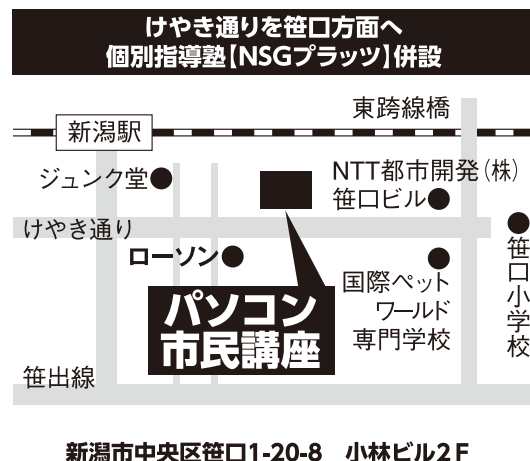 けやき通りを笹口方面へ
個別指導塾【NSGプラッツ】併設
東跨線橋
新潟駅
ジュンク堂
NTT都市開発(株)
笹口ビル
けやき通り
ローソン
笹口小学校
国際ペット
ワールド
専門学校
パソコン
市民講座
笹出線
新潟市中央区笹口1-20-8 小林ビル2F